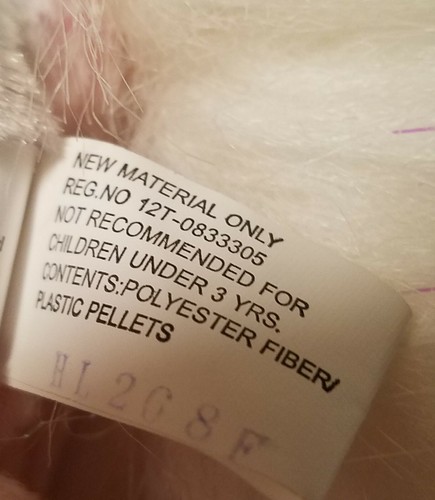 NEW MATERIAL ONLY
REG.NO 12T-0833305
NOT RECOMMENDED FOR
CHILDREN UNDER 3 YRS.
CONTENTS:POLYESTER FIBER/
PLASTIC PELLETS